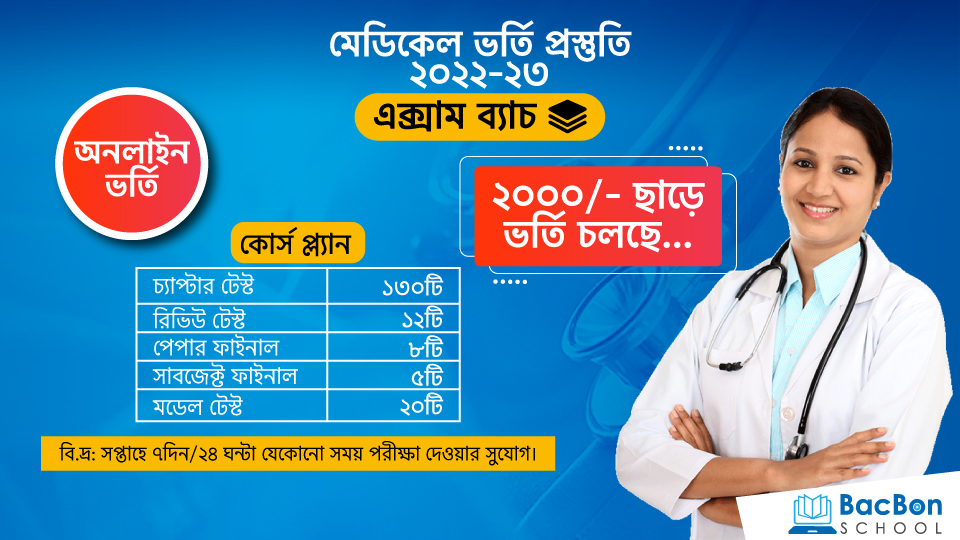 মেডিকেল ভর্তি প্রস্তুতি
২০২২-২৩
এক্সাম ব্যাচ
অনলাইন
ভর্তি
২০০০/- ছাড়ে
ভর্তি চলছে...
কোর্স প্ল্যান
চ্যাপ্টার টেস্ট ১৩০টি
রিভিউ টেস্ট ১২টি
পেপার ফাইনাল ৮টি
সাবজেক্ট ফাইনাল ৫টি
মডেল টেস্ট ২০টি
বি.দ্র: সপ্তাহে ৭দিন/২৪ ঘন্টা যেকোনো সময় পরীক্ষা দেওয়ার সুযোগ।
BacBon
SCHOOL